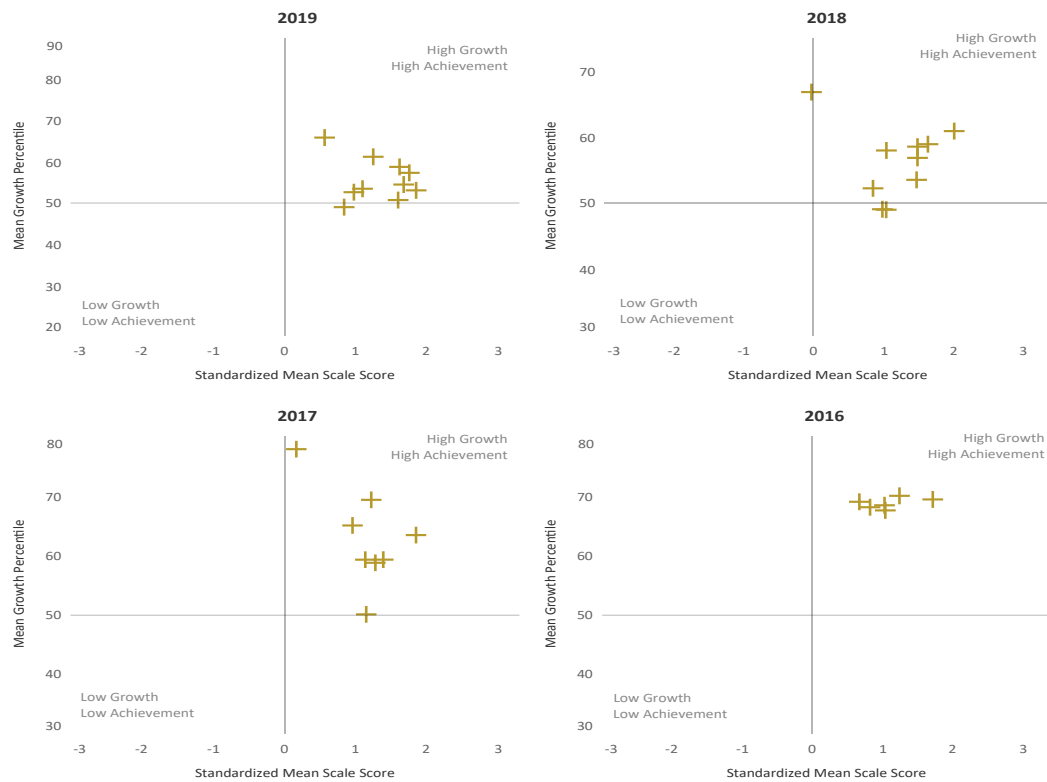 2019
Mean Growth Percentile
90
80
70
60
50
40
30
20
High Growth
High Achievement
Low Growth
Low Achievement
-3 -2 -1 0 1 2 3
Standardized Mean Scale Score
2018
Mean Growth Percentile
70
60
50
40
30
High Growth
High Achievement
Low Growth
Low Achievement
-3 -2 -1 0 1 2 3
Standardized Mean Scale Score
2017
Mean Growth Percentile
80
70
60
50
40
30
High Growth
High Achievement
Low Growth
Low Achievement
-3 -2 -1 0 1 2 3
Standardized Mean Scale Score
2016
Mean Growth Percentile
80
70
60
50
40
30
High Growth
High Achievement
Low Growth
Low Achievement
-3 -2 -1 0 1 2 3
Standardized Mean Scale Score